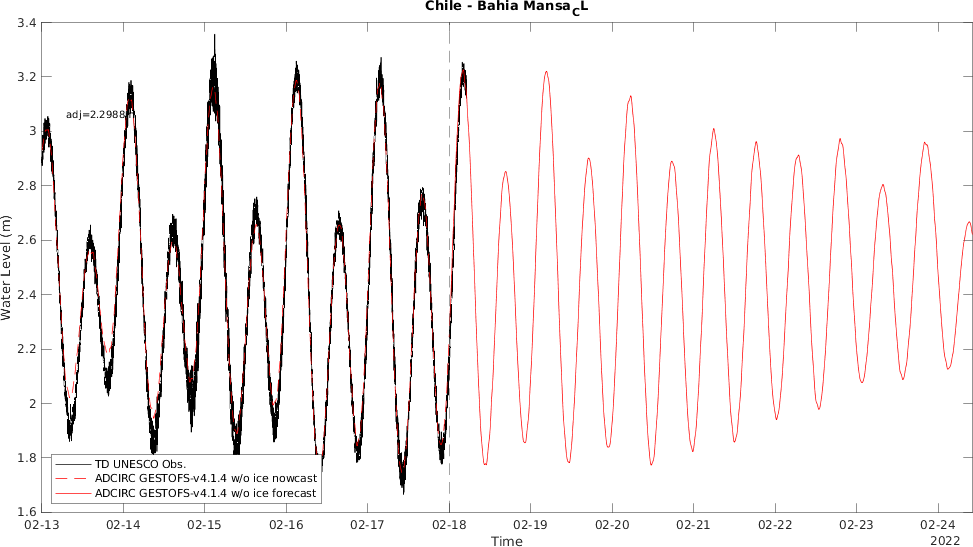 Chile - Bahia Mansa_CL
3.4
3.2
adj=2.2988
3
2.8
2.6
2.4
2.2
2
1.8
1.6
Water Level (m)
TD UNESCO Obs.
ADCIRC GESTOFS-v4.1.4 w/o ice nowcast
ADCIRC GESTOFS-v4.1.4 w/o ice forecast
02-13 02-14 02-15 02-16 02-17 02-18 02-19 02-20 02-21 02-22 02-23 02-24
Time
2022